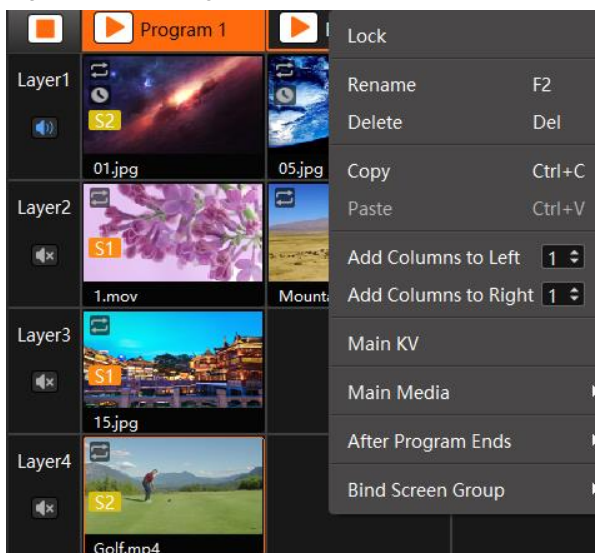 Program 1
Lock
Layer1
Rename F2
S2
Delete Del
01.jpg
05.jpg
Copy Ctrl+C
Layer2
Paste Ctrl+V
S1
Add Columns to Left 1
1.mov
Add Columns to Right 1
Layer3
Main KV
S1
Main Media
15.jpg
After Program Ends
Layer4
S2
Bind Screen Group
Golf.mp4